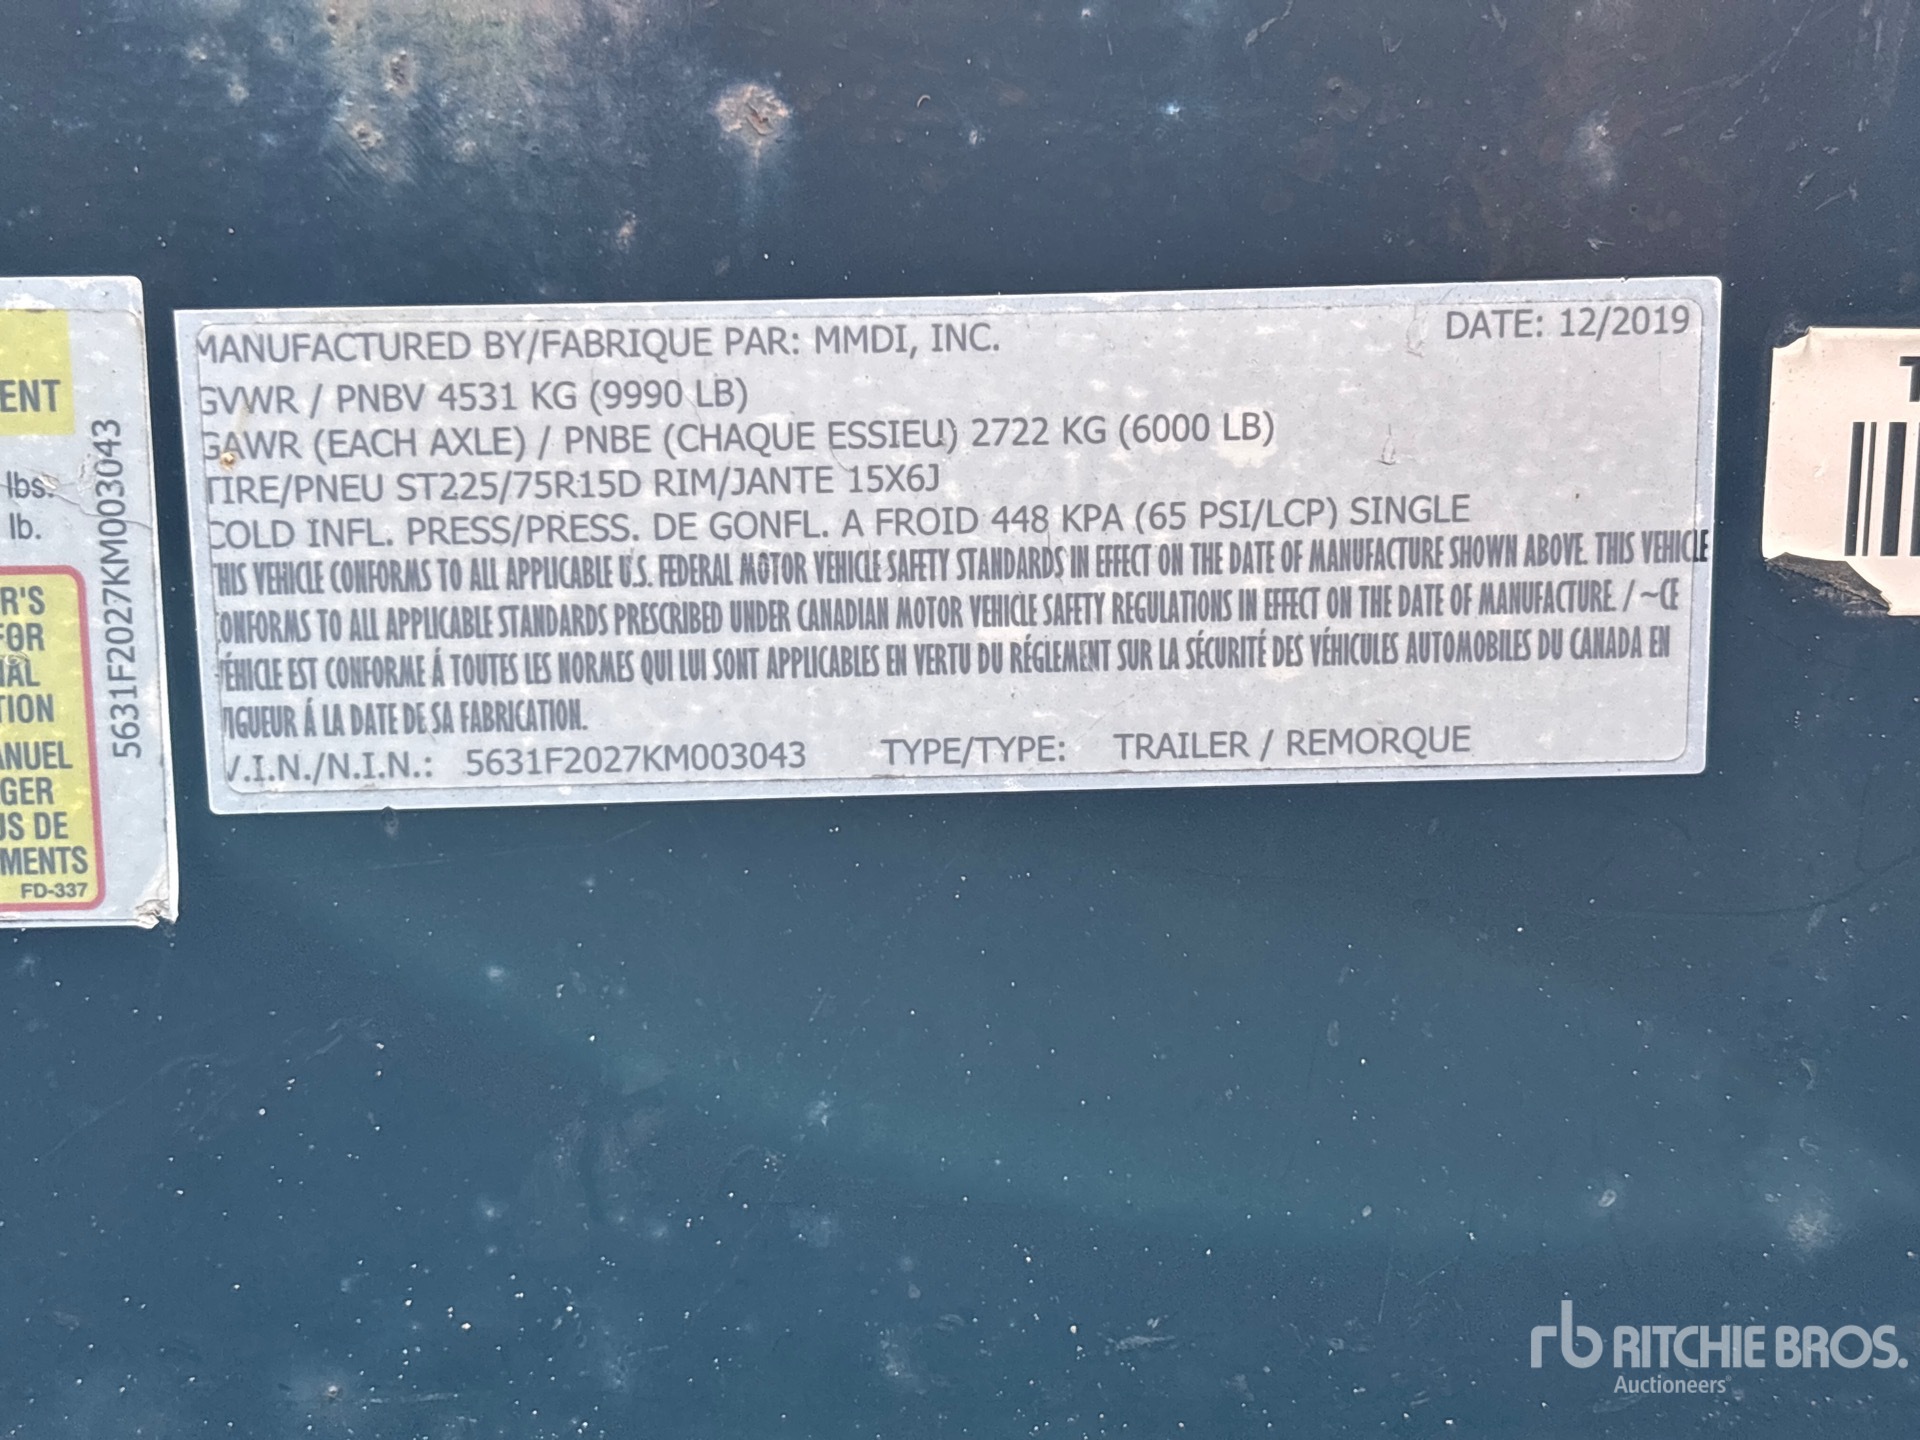 ENT
lbs.
lb.
R'S
FOR
IAL
TION
ANUEL
GER
US DE
MENTS
FD-337
5631F2027KM003043
MANUFACTURED BY/FABRIQUE PAR: MMDI, INC. DATE: 12/2019
GVWR / PNBV 4531 KG (9990 LB)
GAWR (EACH AXLE) / PNBE (CHAQUE ESSIEU) 2722 KG (6000 LB)
TIRE/PNEU ST225/75R15D RIM/JANTE 15X6J
COLD INFL. PRESS/PRESS. DE GONFL. A FROID 448 KPA (65 PSI/LCP) SINGLE
THIS VEHICLE CONFORMS TO ALL APPLICABLE U.S. FEDERAL MOTOR VEHICLE SAFETY STANDARDS IN EFFECT ON THE DATE OF MANUFACTURE SHOWN ABOVE. THIS VEHICLE
CONFORMS TO ALL APPLICABLE STANDARDS PRESCRIBED UNDER CANADIAN MOTOR VEHICLE SAFETY REGULATIONS IN EFFECT ON THE DATE OF MANUFACTURE. / ~CE
VÉHICLE EST CONFORME Á TOUTES LES NORMES QUI LUI SONT APPLICABLES EN VERTU DU RÉGLEMENT SUR LA SÉCURITÉ DES VÉHICULES AUTOMOBILES DU CANADA EN
VIGUEUR Á LA DATE DE SA FABRICATION.
V.I.N./N.I.N.: 5631F2027KM003043 TYPE/TYPE: TRAILER / REMORQUE
rb RITCHIE BROS.
Auctioneers